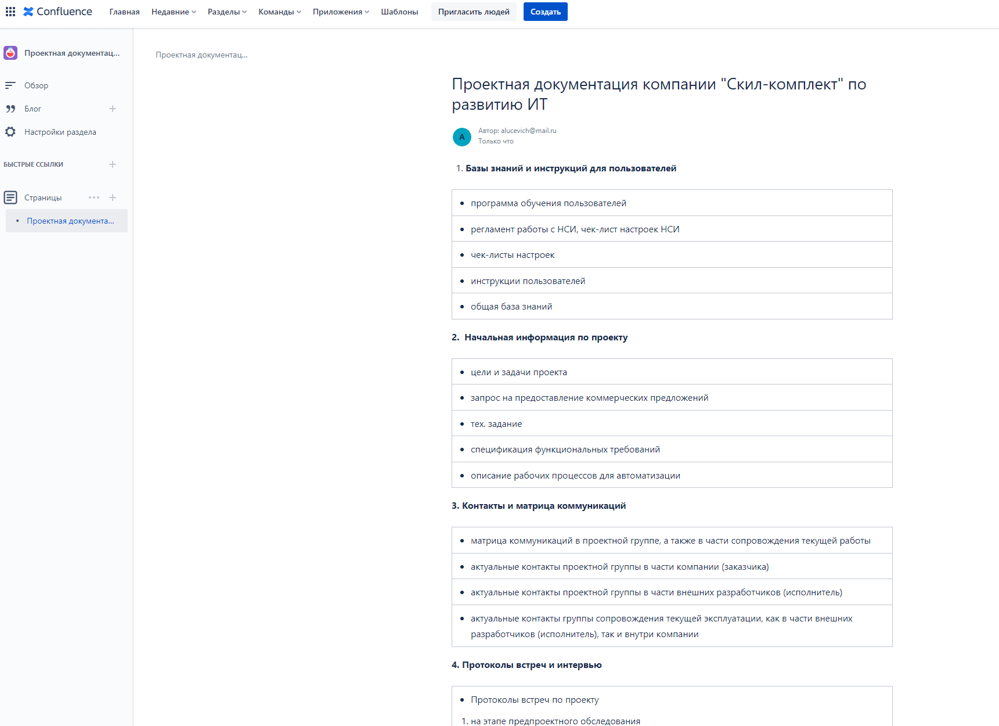 Confluence Главная Недавние Разделы Команды Приложения Шаблоны Пригласить людей Создать
Проектная документац...
Обзор
Блог
Настройки раздела
БЫСТРЫЕ ССЫЛКИ
Страницы
Проектная документа...
Проектная документац...
Проектная документация компании "Скил-комплект" по
развитию ИТ
A
Автор: alucevich@mail.ru
Только что
1. Базы знаний и инструкций для пользователей
• программа обучения пользователей
• регламент работы с НСИ, чек-лист настроек НСИ
• чек-листы настроек
• инструкции пользователей
• общая база знаний
2. Начальная информация по проекту
• цели и задачи проекта
• запрос на предоставление коммерческих предложений
• тех. задание
• спецификация функциональных требований
• описание рабочих процессов для автоматизации
3. Контакты и матрица коммуникаций
• матрица коммуникаций в проектной группе, а также в части сопровождения текущей работы
• актуальные контакты проектной группы в части компании (заказчика)
• актуальные контакты проектной группы в части внешних разработчиков (исполнитель)
• актуальные контакты группы сопровождения текущей эксплуатации, как в части внешних
разработчиков (исполнитель), так и внутри компании
4. Протоколы встреч и интервью
• Протоколы встреч по проекту
1. на этапе предпроектного обследования